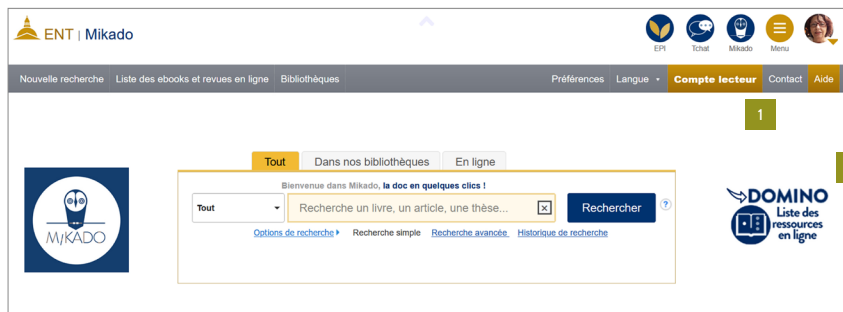 ENT | Mikado
EPI Tchat Mikado Menu
Nouvelle recherche Liste des ebooks et revues en ligne Bibliothèques Préférences Langue Compte lecteur Contact Aide
1
Tout Dans nos bibliothèques En ligne
Bienvenue dans Mikado, la doc en quelques clics !
Tout Recherche un livre, un article, une thèse... Rechercher ?
Options de recherche Recherche simple Recherche avancée Historique de recherche
MIKADO
DOMINO
Liste des
ressources
en ligne